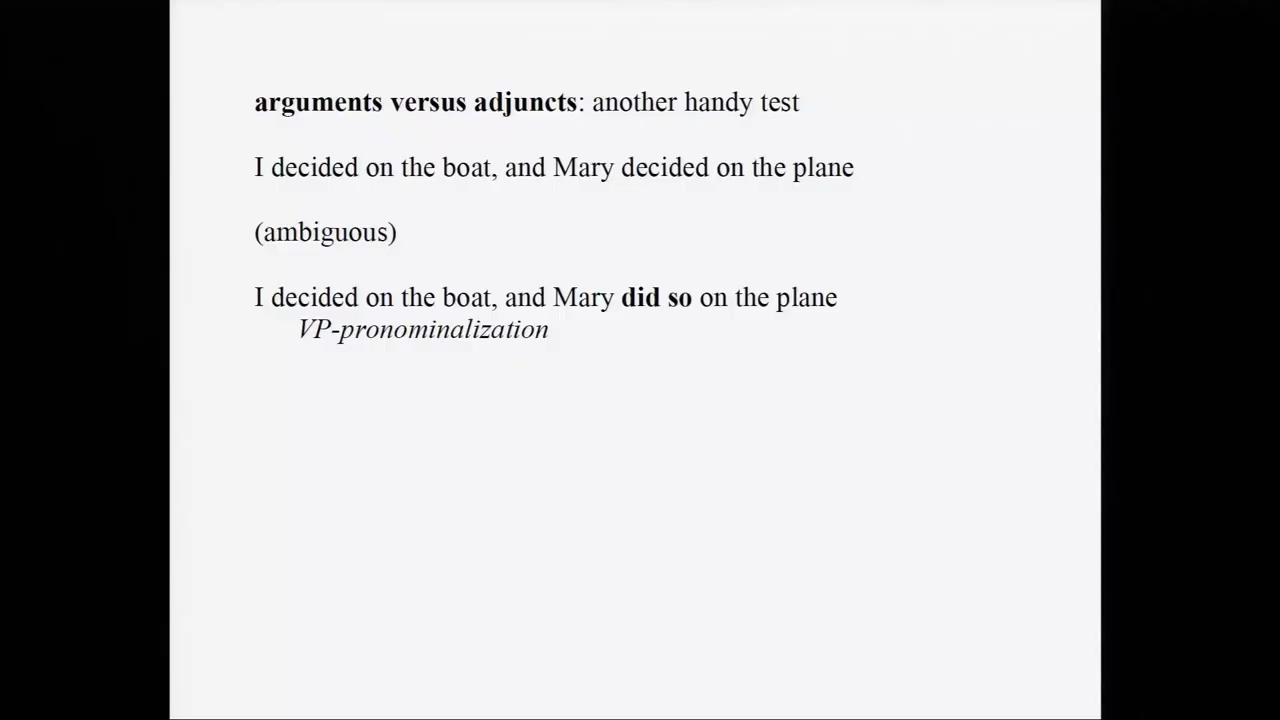 arguments versus adjuncts: another handy test
I decided on the boat, and Mary decided on the plane
(ambiguous)
I decided on the boat, and Mary did so on the plane
VP-pronominalization